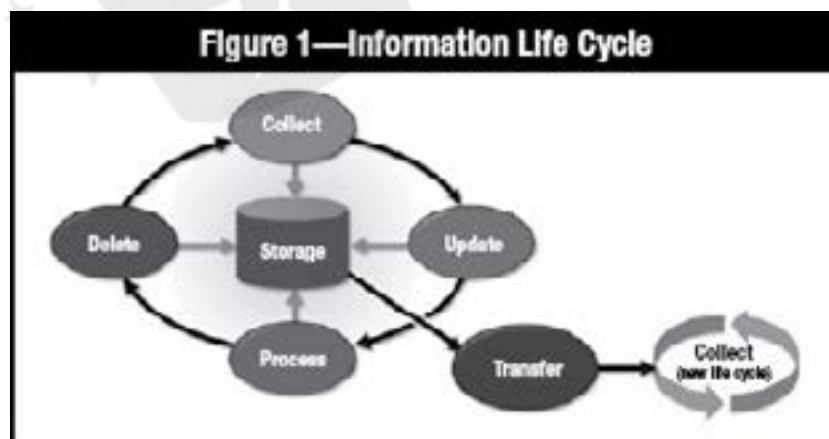 Figure 1—Information Life Cycle
Collect
Delete
Storage
Update
Process
Transfer
Collect
(new life cycle)